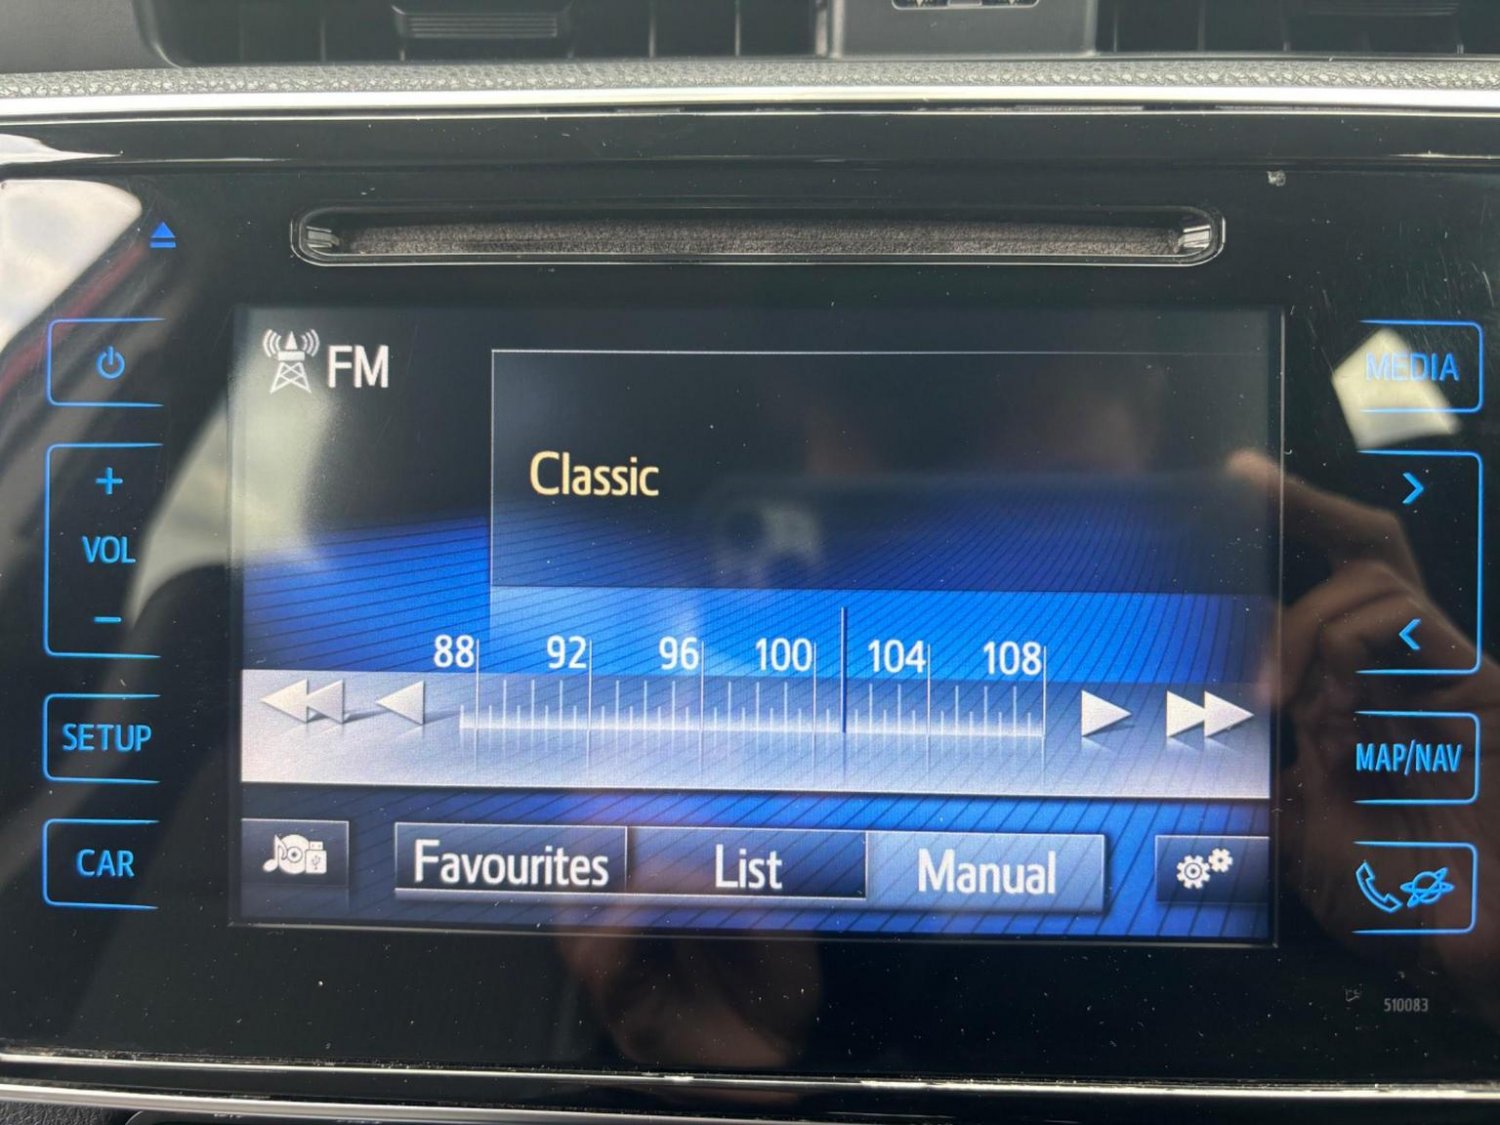 FM
MEDIA
Classic
+
VOL
-
88 92 96 100 104 108
SETUP
MAP/NAV
CAR
Favourites List Manual
510083